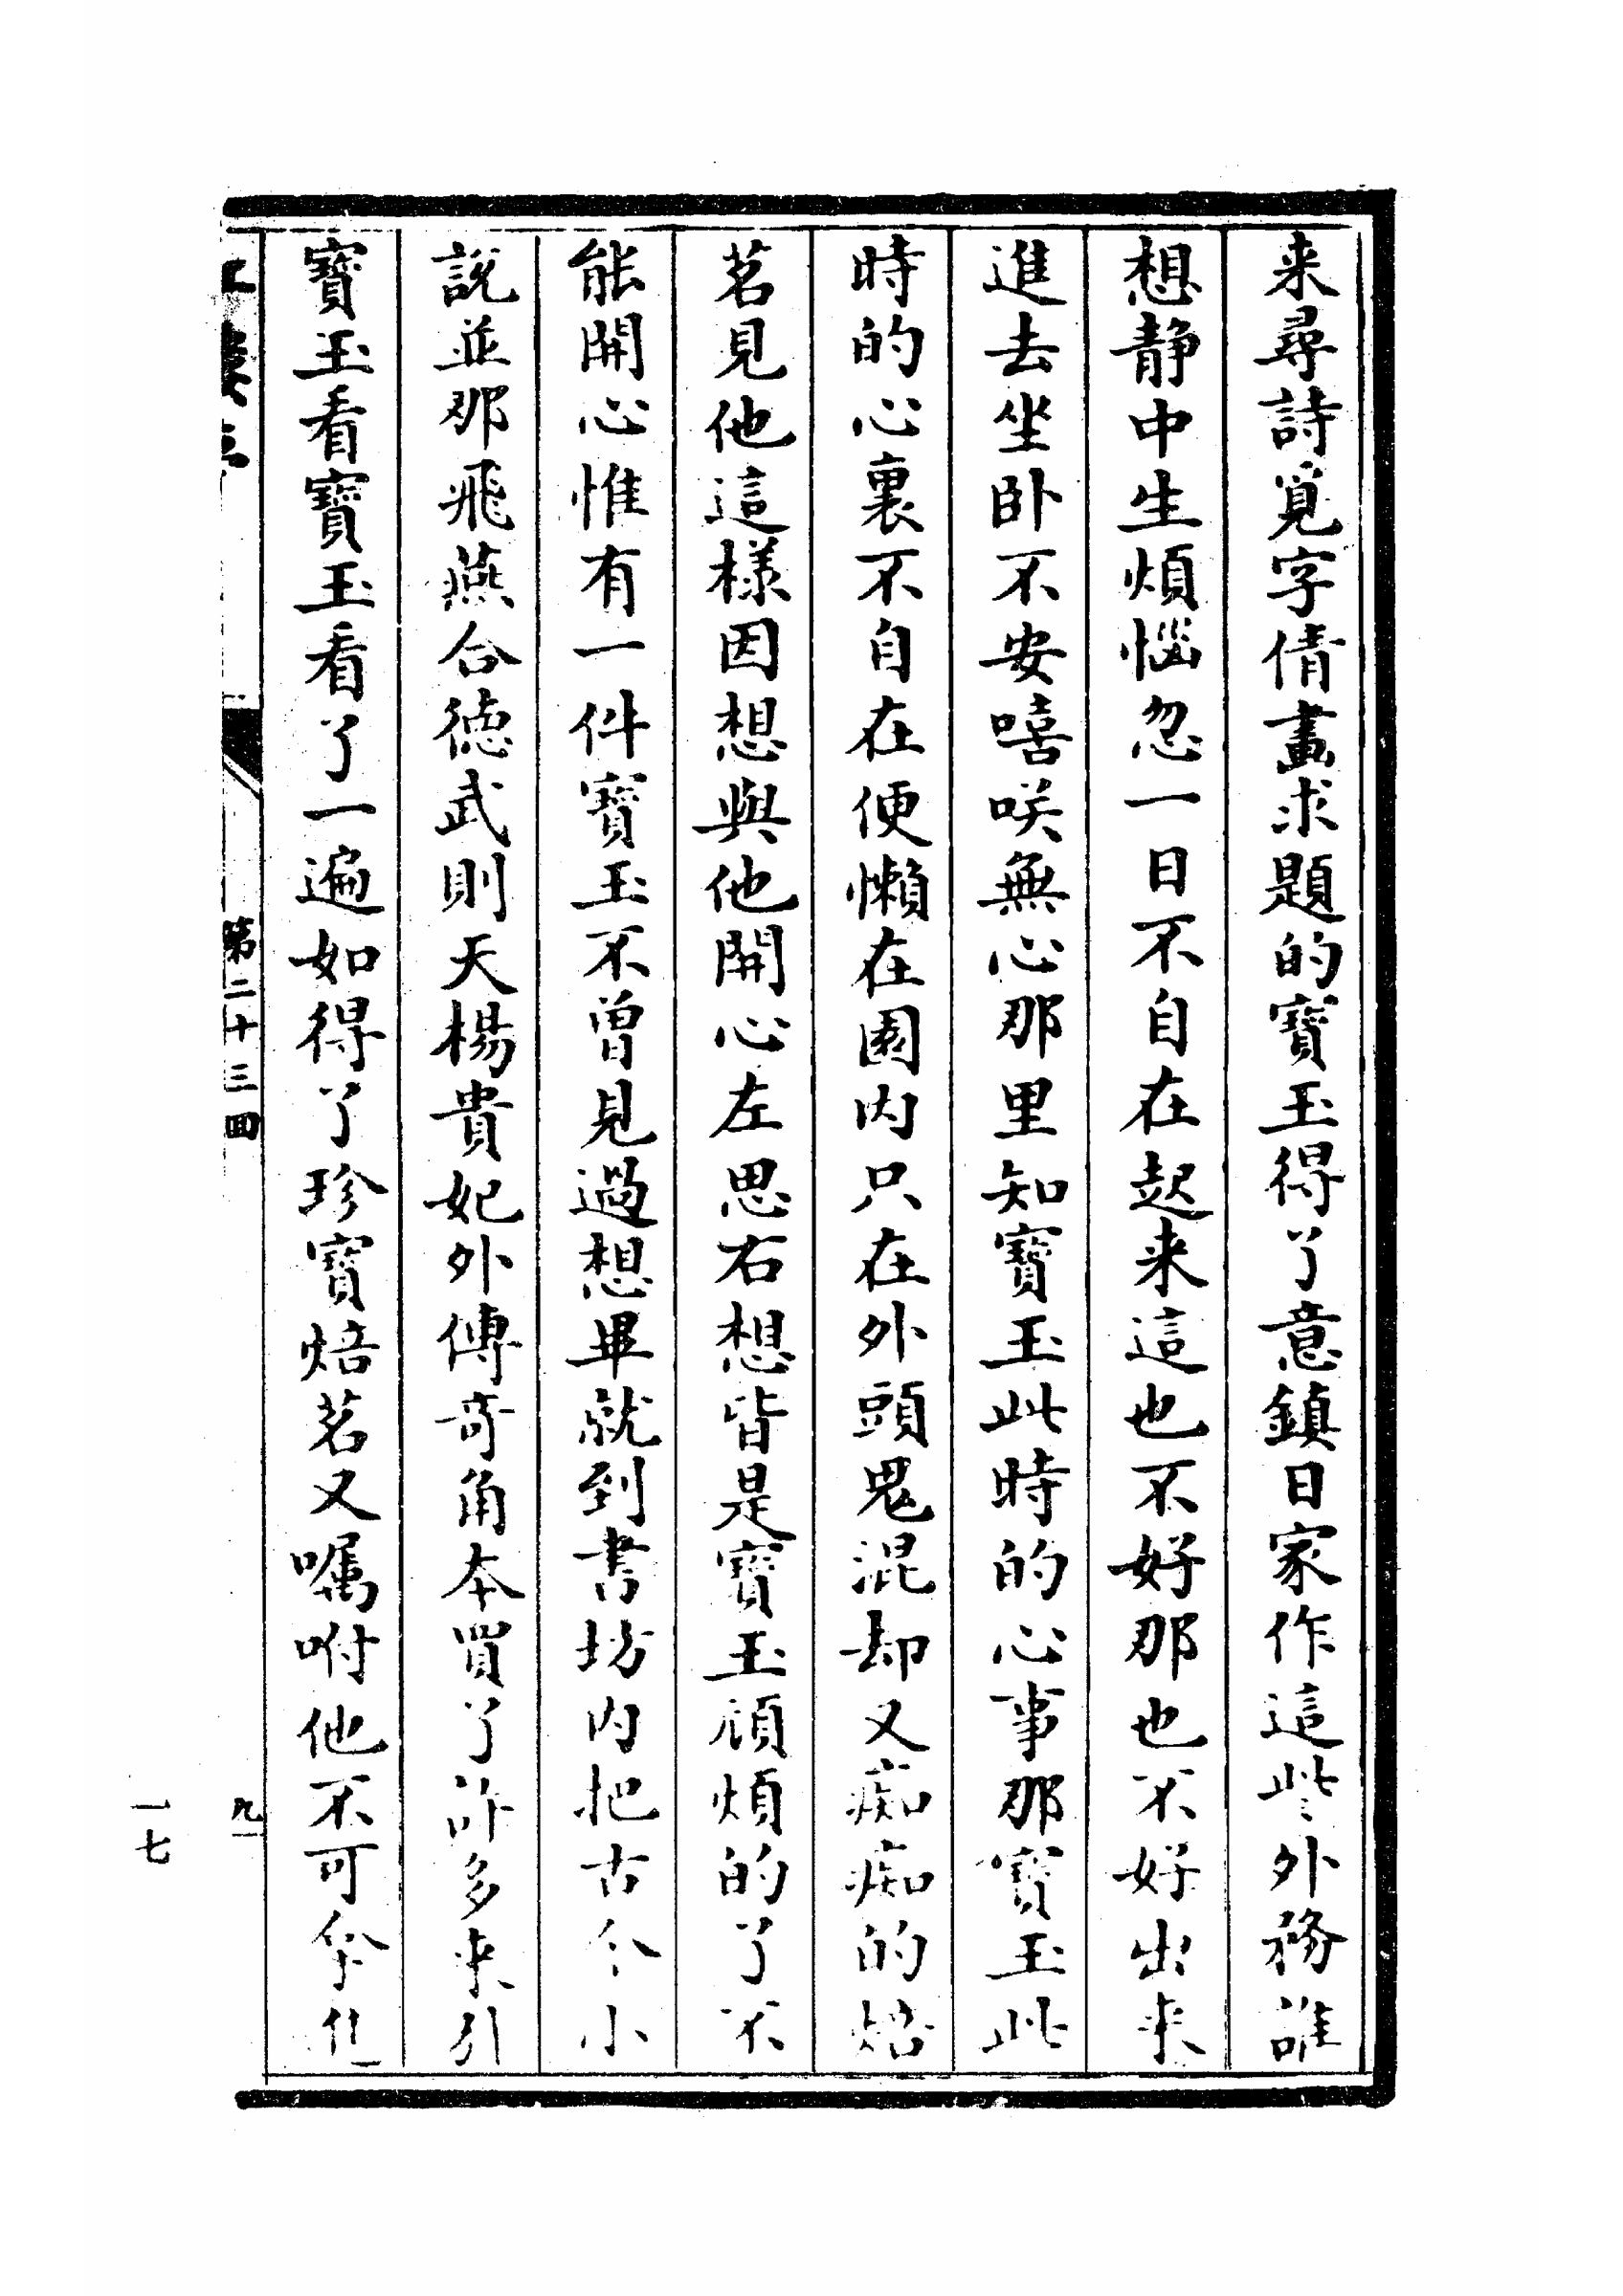 来尋詩覓字倩畫求題的寶玉得了意鎮日家作這些外務誰
想静中生煩惱忽一日不自在起来這也不好那也不好出来
進去坐卧不安嘻咲無心那里知寶玉此時的心事那寶玉此
時的心裏不自在便懶在園内只在外頭鬼混却又痴痴的焙
茗見他這樣因想與他開心左思右想皆是寶玉頑煩的了不
能開心惟有一件寶玉不曾見過想畢就到書坊内把古今小
說並那飛燕合德武則天楊貴妃外傳奇角本買了許多来引
寶玉看寶玉看了一遍如得了珍寶焙茗又囑咐他不可拿進
第二十三回
九
一七